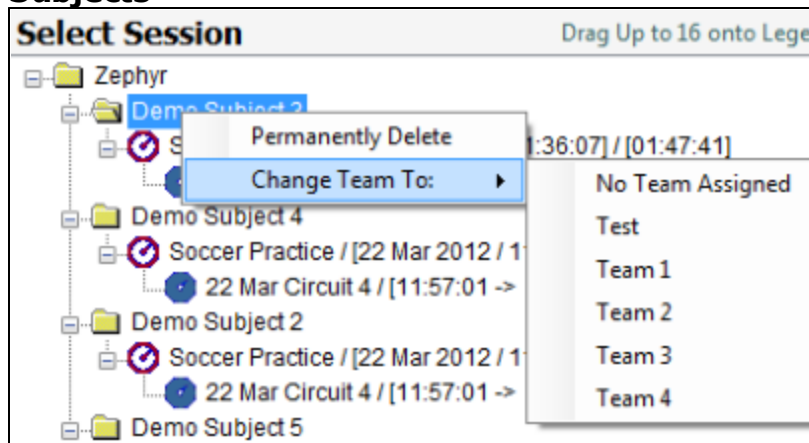 Subjects
Select Session Drag Up to 16 onto Lege
Zephyr
Demo Subject 2
Permanently Delete
S 1:36:07] / [01:47:41]
Change Team To:
No Team Assigned
Demo Subject 4
Test
Soccer Practice / [22 Mar 2012 / 1
Team 1
22 Mar Circuit 4 / [11:57:01 ->
Team 2
Demo Subject 2
Soccer Practice / [22 Mar 2012 / 1
Team 3
22 Mar Circuit 4 / [11:57:01 ->
Team 4
Demo Subject 5